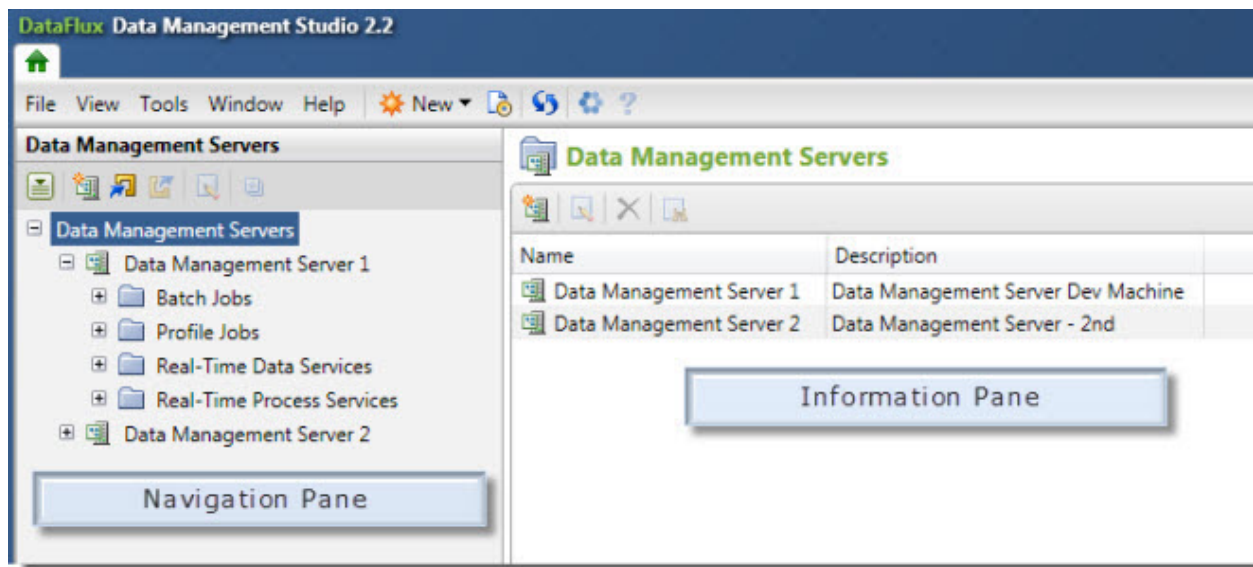 DataFlux Data Management Studio 2.2
File View Tools Window Help New
Data Management Servers
Data Management Servers
Data Management Server 1
Batch Jobs
Profile Jobs
Real-Time Data Services
Real-Time Process Services
Data Management Server 2
Navigation Pane
Data Management Servers
Name Description
Data Management Server 1 Data Management Server Dev Machine
Data Management Server 2 Data Management Server - 2nd
Information Pane